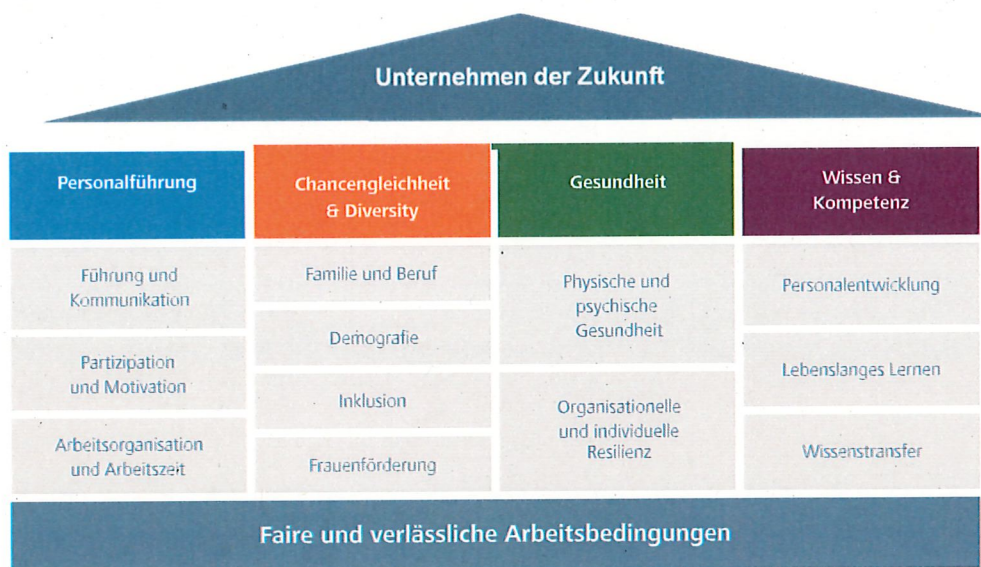 Unternehmen der Zukunft
Personalführung
Führung und
Kommunikation
Partizipation
und Motivation
Arbeitsorganisation
und Arbeitszeit
Chancengleichheit
& Diversity
Familie und Beruf
Demografie
Inklusion
Frauenförderung
Gesundheit
Physische und
psychische
Gesundheit
Organisationelle
und individuelle
Resilienz
Wissen &
Kompetenz
Personalentwicklung
Lebenslanges Lernen
Wissenstransfer
Faire und verlässliche Arbeitsbedingungen